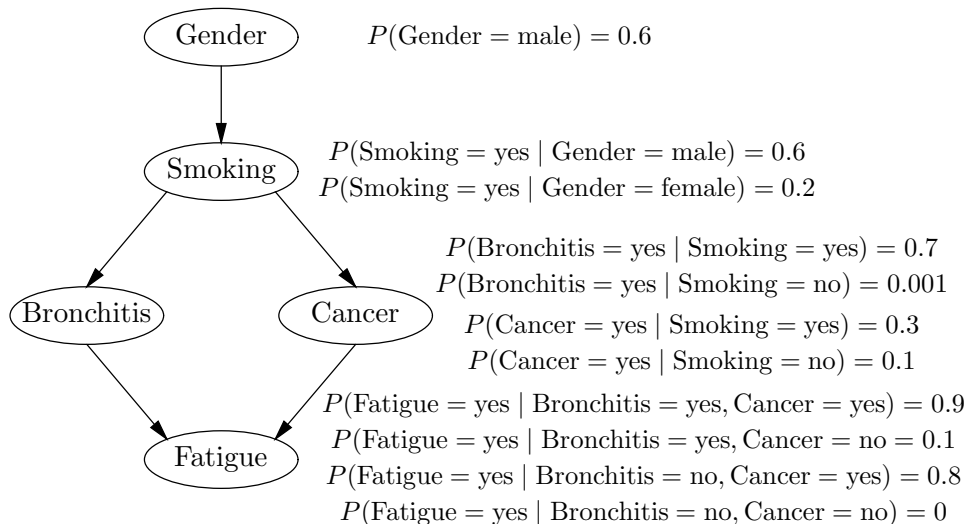 Gender
P(Gender = male) = 0.6
Smoking
P(Smoking = yes | Gender = male) = 0.6
P(Smoking = yes | Gender = female) = 0.2
P(Bronchitis = yes | Smoking = yes) = 0.7
P(Bronchitis = yes | Smoking = no) = 0.001
Bronchitis
Cancer
P(Cancer = yes | Smoking = yes) = 0.3
P(Cancer = yes | Smoking = no) = 0.1
P(Fatigue = yes | Bronchitis = yes, Cancer = yes) = 0.9
P(Fatigue = yes | Bronchitis = yes, Cancer = no = 0.1
Fatigue
P(Fatigue = yes | Bronchitis = no, Cancer = yes) = 0.8
P(Fatigue = yes | Bronchitis = no, Cancer = no) = 0